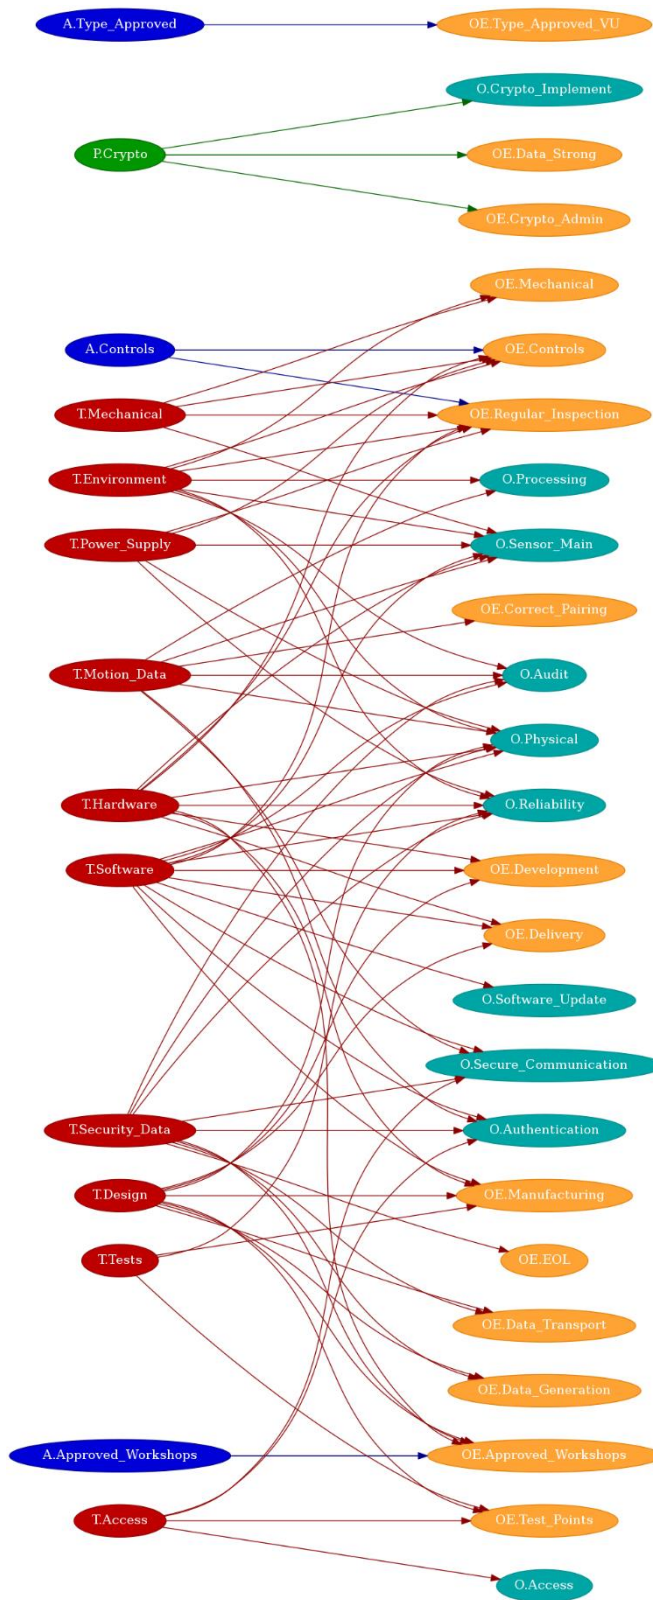 A.Type_Approved
OE.Type_Approved_VU
O.Crypto_Implement
P.Crypto
OE.Data_Strong
OE.Crypto_Admin
OE.Mechanical
A.Controls
OE.Controls
T.Mechanical
OE.Regular_Inspection
T.Environment
O.Processing
T.Power_Supply
O.Sensor_Main
OE.Correct_Pairing
T.Motion_Data
O.Audit
O.Physical
T.Hardware
O.Reliability
T.Software
OE.Development
OE.Delivery
O.Software_Update
O.Secure_Communication
T.Security_Data
O.Authentication
T.Design
OE.Manufacturing
T.Tests
OE.EOL
OE.Data_Transport
OE.Data_Generation
A.Approved_Workshops
OE.Approved_Workshops
T.Access
OE.Test_Points
O.Access